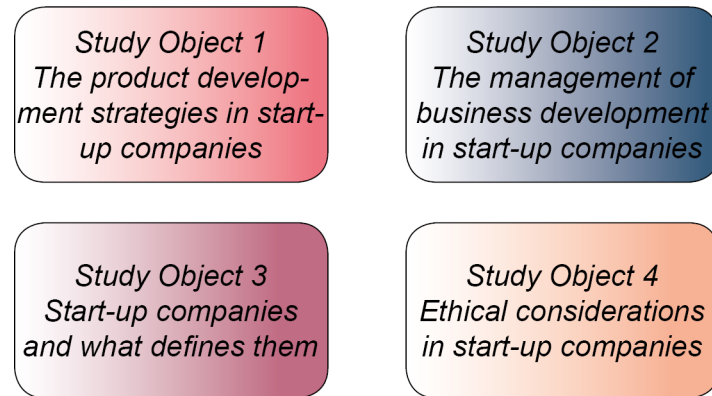 Study Object 1
The product develop-
ment strategies in start-
up companies
Study Object 2
The management of
business development
in start-up companies
Study Object 3
Start-up companies
and what defines them
Study Object 4
Ethical considerations
in start-up companies